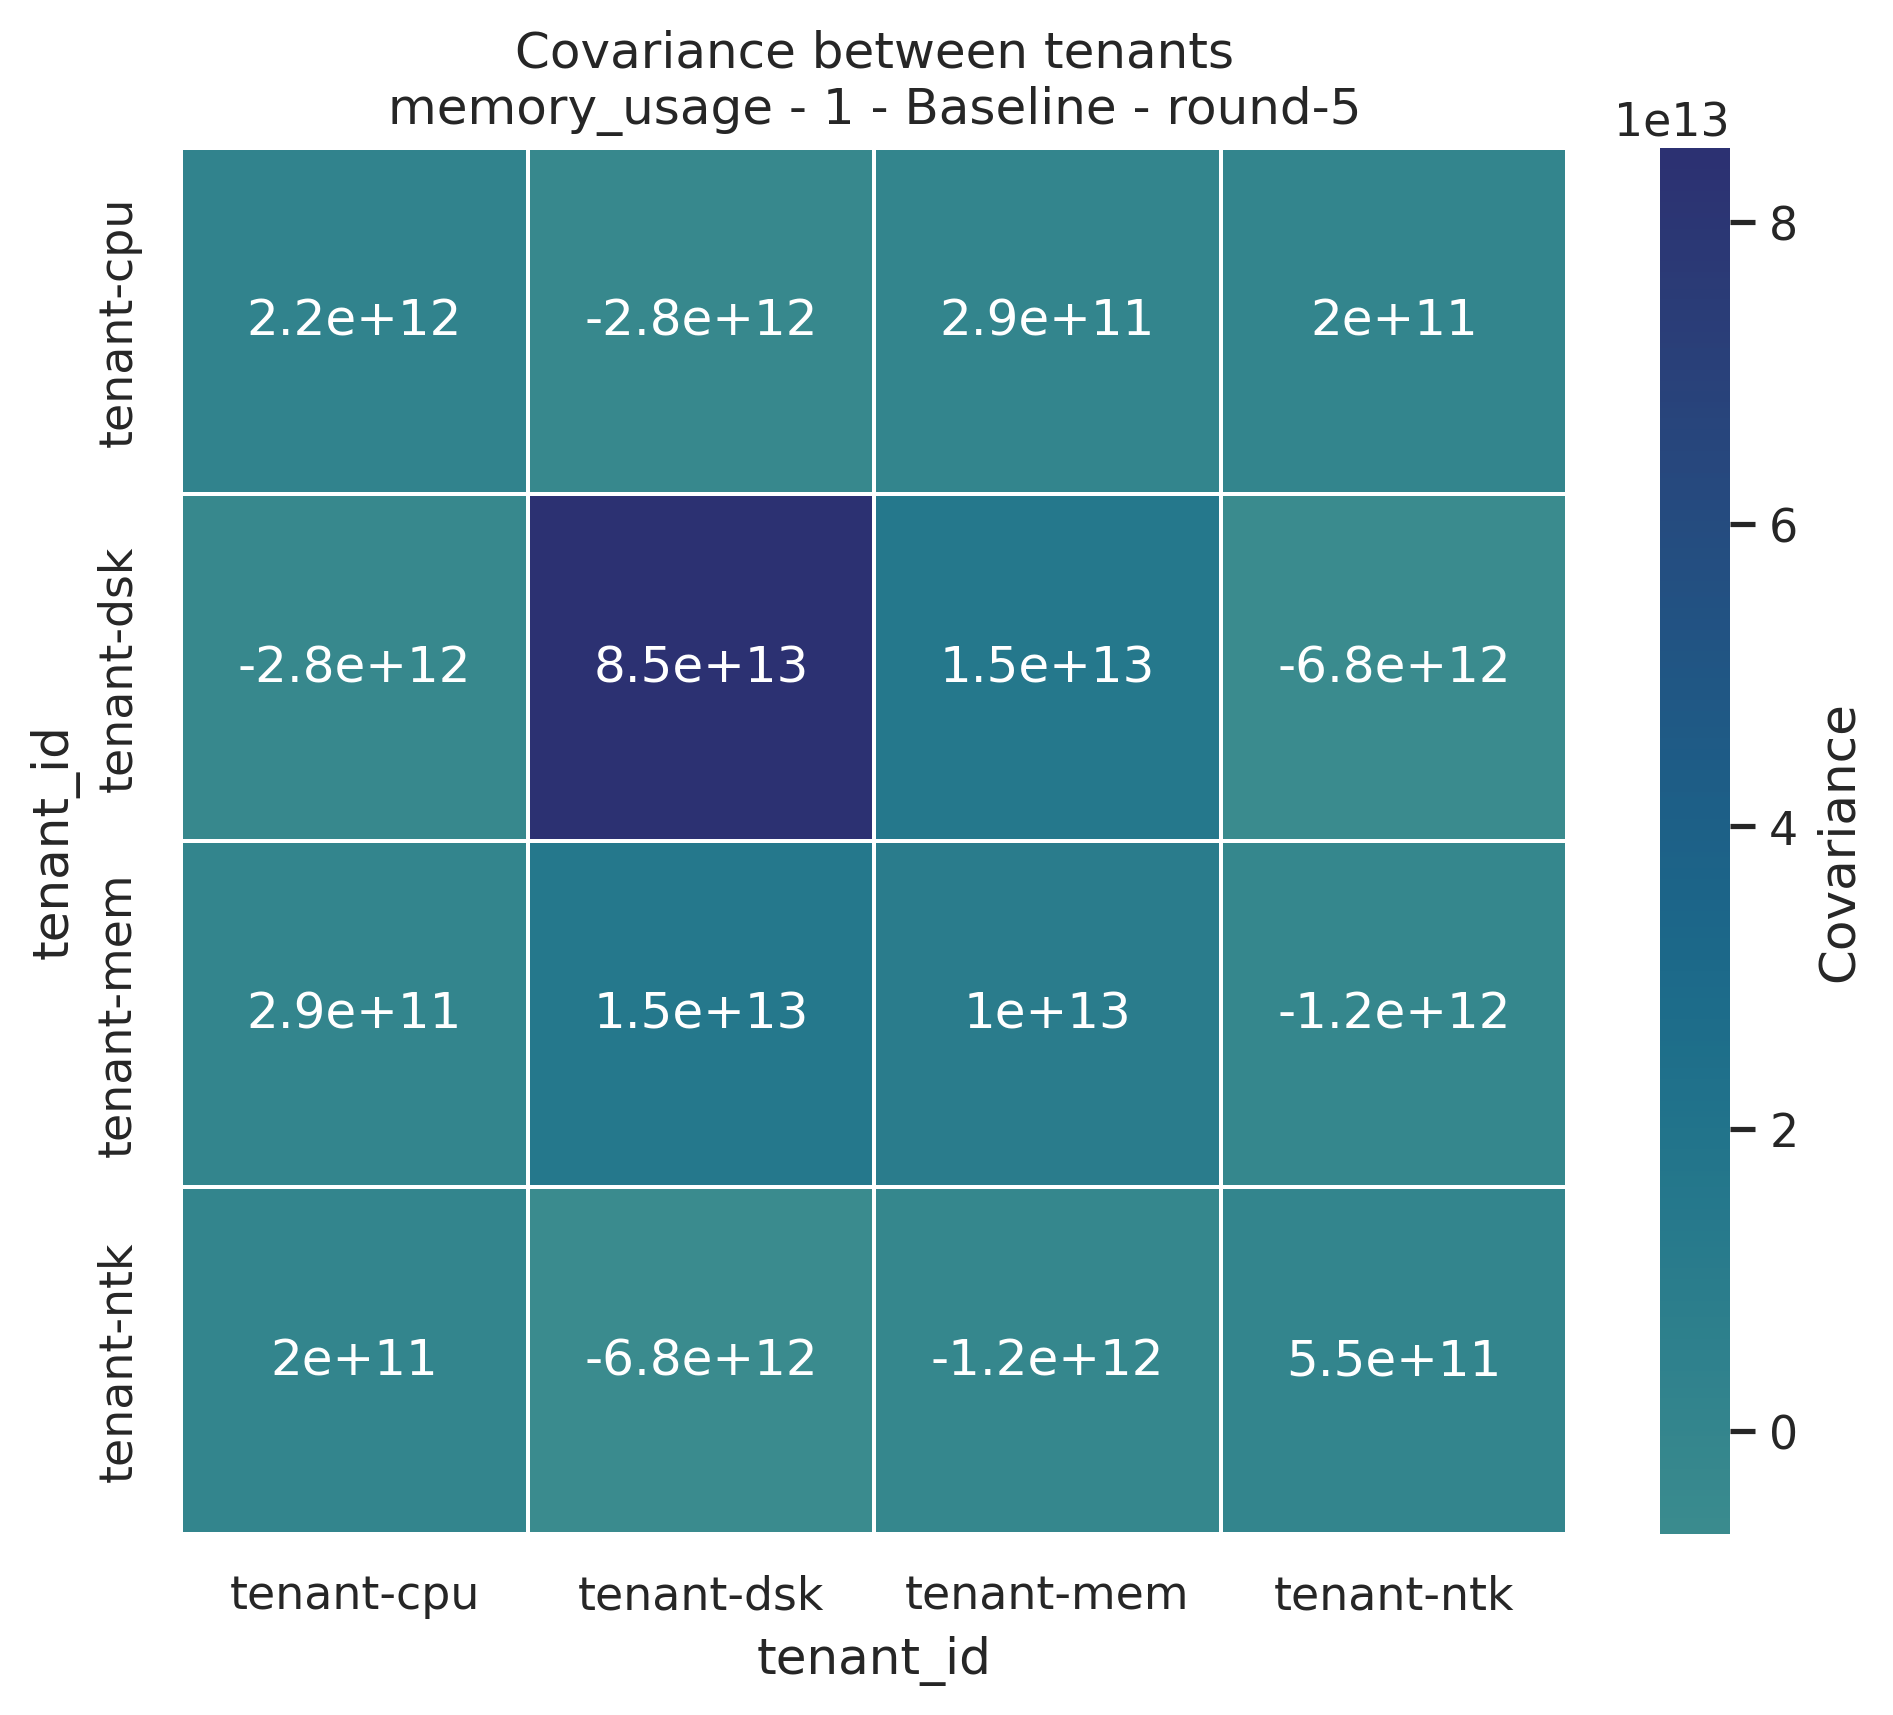 Covariance between tenants
memory_usage - 1 - Baseline - round-5
1e13
tenant_id
tenant-cpu
2.2e+12 -2.8e+12 2.9e+11 2e+11
tenant-dsk
-2.8e+12 8.5e+13 1.5e+13 -6.8e+12
tenant-mem
2.9e+11 1.5e+13 1e+13 -1.2e+12
tenant-ntk
2e+11 -6.8e+12 -1.2e+12 5.5e+11
tenant-cpu tenant-dsk tenant-mem tenant-ntk
tenant_id
8
6
4
2
0
Covariance